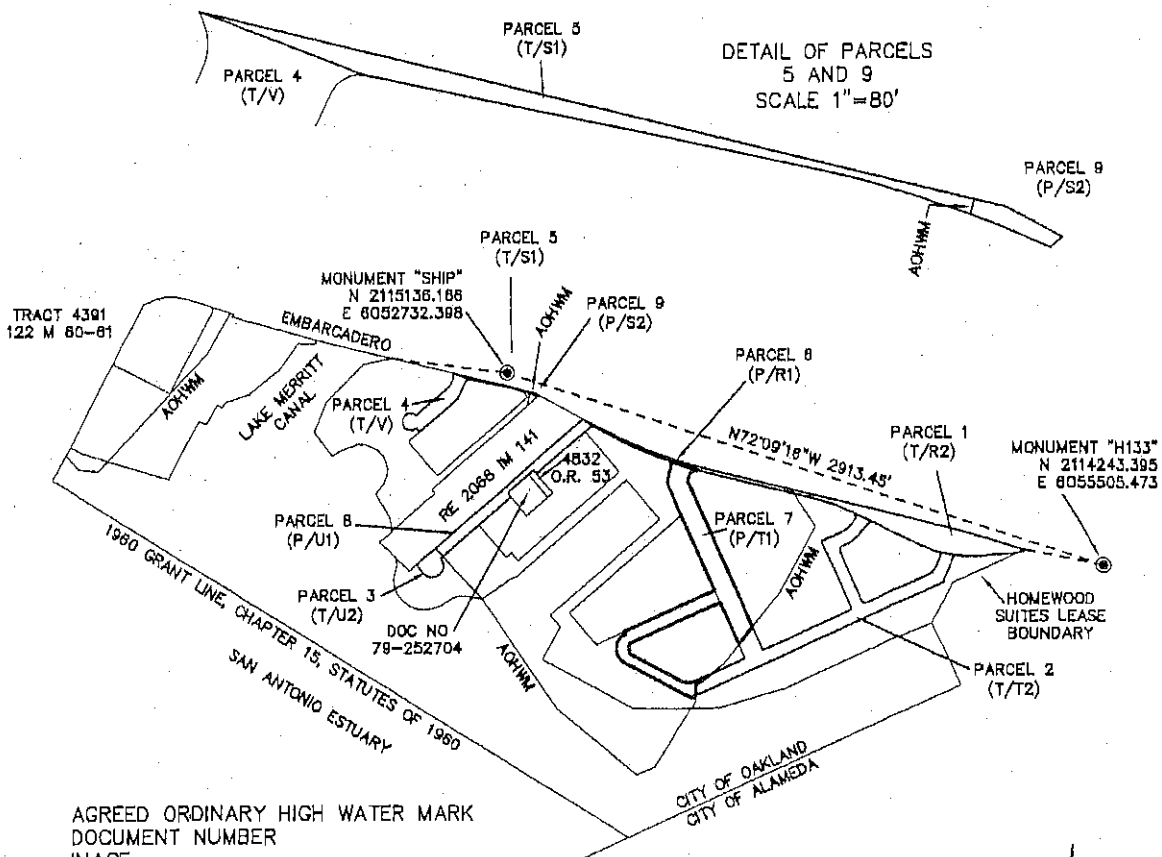 PARCEL 5
(T/S1)
DETAIL OF PARCELS
5 AND 9
SCALE 1"=80'
PARCEL 4
(T/V)
PARCEL 9
(P/S2)
AOHWM
PARCEL 5
(T/S1)
MONUMENT "SHIP"
N 2115136.166
E 6052732.398
AOHWM
PARCEL 9
(P/S2)
TRACT 4391
122 M 60-61
EMBARCADERO
PARCEL 6
(P/R1)
AOHWM
LAKE MERRITT
CANAL
PARCEL 4
(T/V)
N72°09'16"W 2913.45'
PARCEL 1
(T/R2)
MONUMENT "H133"
N 2114243.395
E 6055505.473
RE 2068 IM 141
4832
O.R. 53
PARCEL 8
(P/U1)
PARCEL 7
(P/T1)
AOHWM
1960 GRANT LINE, CHAPTER 15, STATUTES OF 1960
PARCEL 3
(T/U2)
DOC NO
79-252704
HOMEWOOD
SUITES LEASE
BOUNDARY
AOHWM
PARCEL 2
(T/T2)
SAN ANTONIO ESTUARY
CITY OF OAKLAND
CITY OF ALAMEDA
AGREED ORDINARY HIGH WATER MARK
DOCUMENT NUMBER